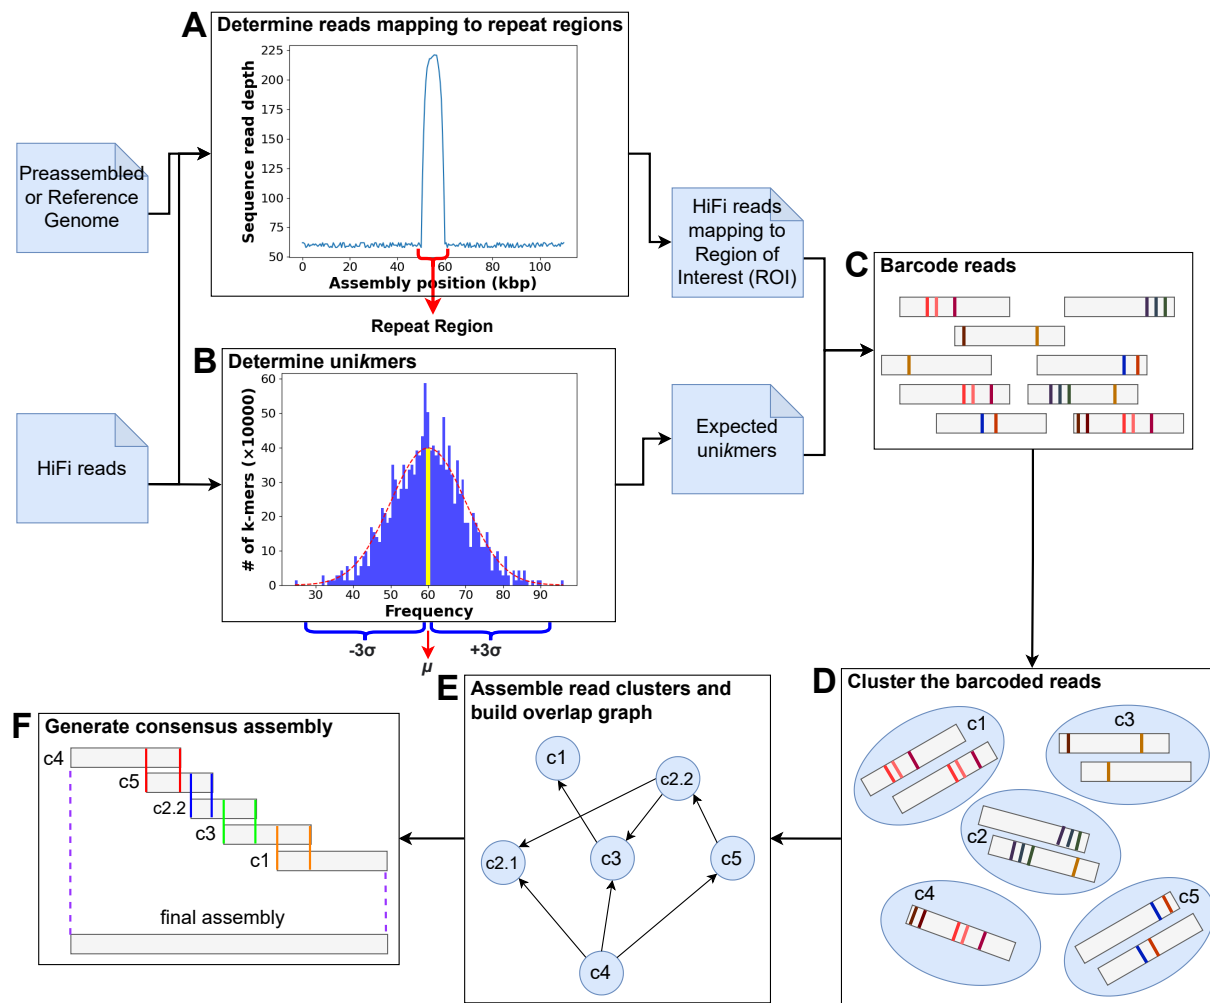 A
Determine reads mapping to repeat regions
Sequence read depth
225
200
175
150
125
100
75
50
0
20
40
60
80
100
Assembly position (kbp)
Repeat Region
Preassembled
or Reference
Genome
HiFi reads
HiFi reads
mapping to
Region of
Interest (ROI)
B
Determine unikmers
# of k-mers (×10000)
60
50
40
30
20
10
0
30
40
50
60
70
80
90
Frequency
-3σ
+3σ
μ
Expected
unikmers
C
Barcode reads
D
Cluster the barcoded reads
c1
c3
c2
c4
c5
E
Assemble read clusters and
build overlap graph
c1
c2.2
c2.1
c3
c5
c4
F
Generate consensus assembly
c4
c5
c2.2
c3
c1
final assembly